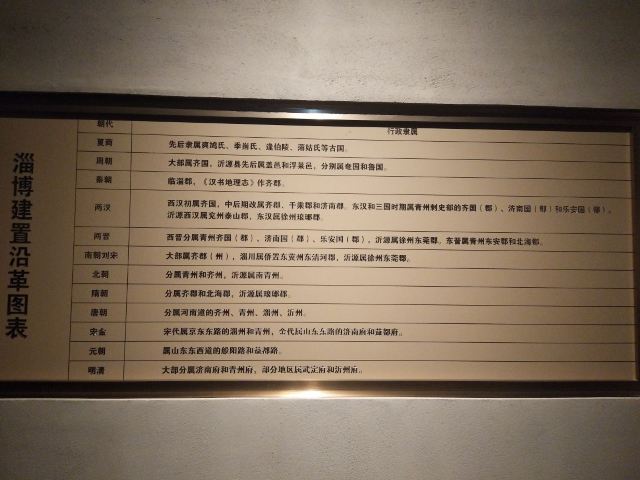 淄博建置沿革图表
朝代 行政隶属
夏商 先后隶属爽鸠氏、季崱氏、逢伯陵、蒲姑氏等古国。
周朝 大部属齐国，沂源县先后属盖邑和浮莱邑，分别属奄国和鲁国。
秦朝 临淄郡，《汉书地理志》作齐郡。
两汉 西汉初属齐国，中后期改属齐郡、千乘郡和济南郡。东汉和三国时期属青州刺史部的齐国（郡）、济南国（郡）和乐安国（郡）。
沂源西汉属兖州泰山郡，东汉属徐州琅琊郡。
两晋 西晋分属青州齐国（郡）、济南国（郡）、乐安国（郡），沂源属徐州东莞郡。东晋属青州东安郡和北海郡。
南朝刘宋 大部属齐郡（州），淄川属侨置东兖州东清河郡，沂源属徐州东莞郡。
北朝 分属青州和齐州，沂源属南青州。
隋朝 分属齐郡和北海郡，沂源属琅琊郡。
唐朝 分属河南道的齐州、青州、淄州、沂州。
宋金 宋代属京东东路的淄州和青州，金代属山东东路的济南府和益都府。
元朝 属山东东西道的般阳路和益都路。
明清 大部分属济南府和青州府，部分地区属武定府和沂州府。